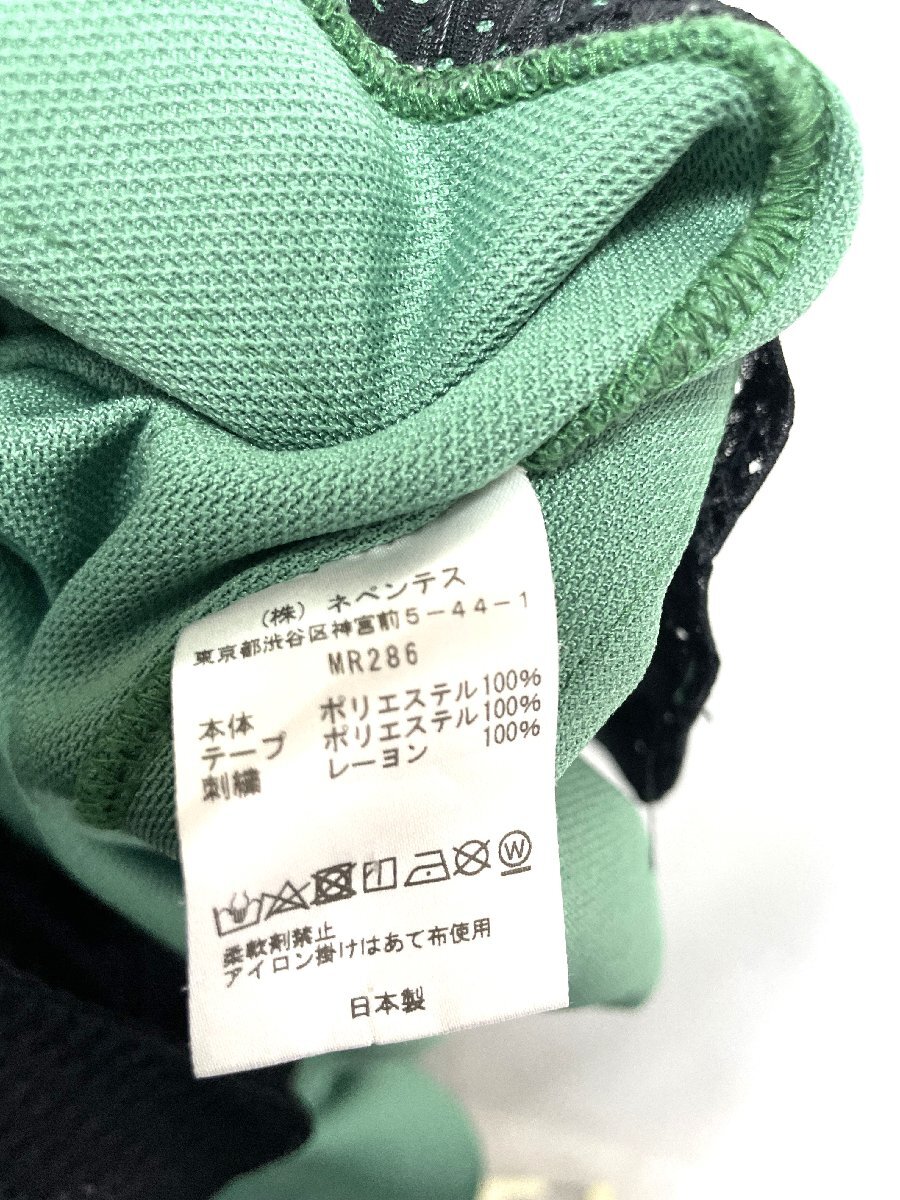 (株) ネペンテス
東京都渋谷区神宮前5-44-1
MR286
本体 ポリエステル100%
テープ ポリエステル100%
刺繍 レーヨン 100%
W
柔軟剤禁止
アイロン掛けはあて布使用
日本製